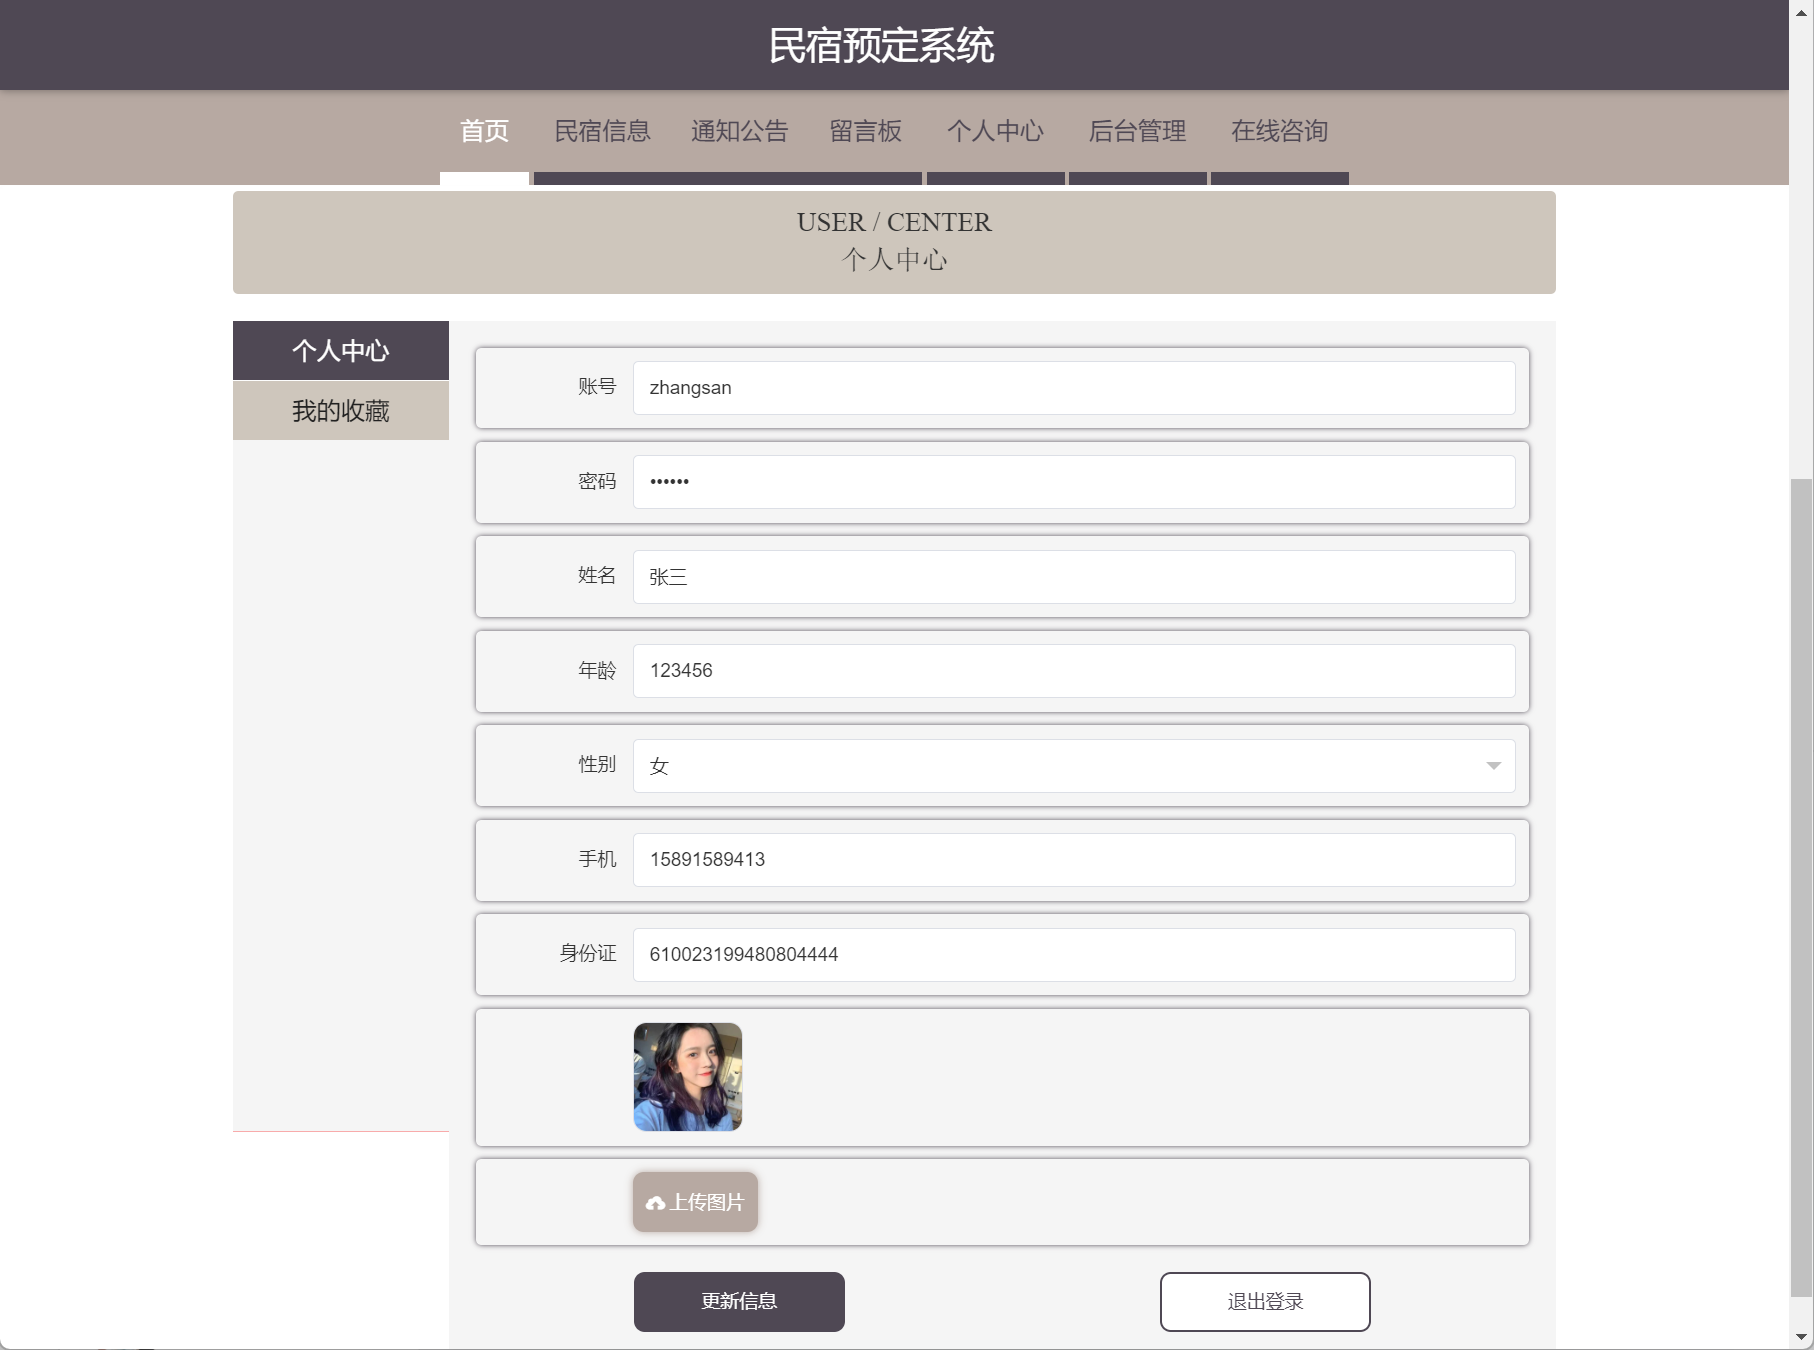 民宿预定系统
首页 民宿信息 通知公告 留言板 个人中心 后台管理 在线咨询
USER / CENTER
个人中心
个人中心
我的收藏
账号 zhangsan
密码 ••••••
姓名 张三
年龄 123456
性别 女
手机 15891589413
身份证 610023199480804444
上传图片
更新信息 退出登录